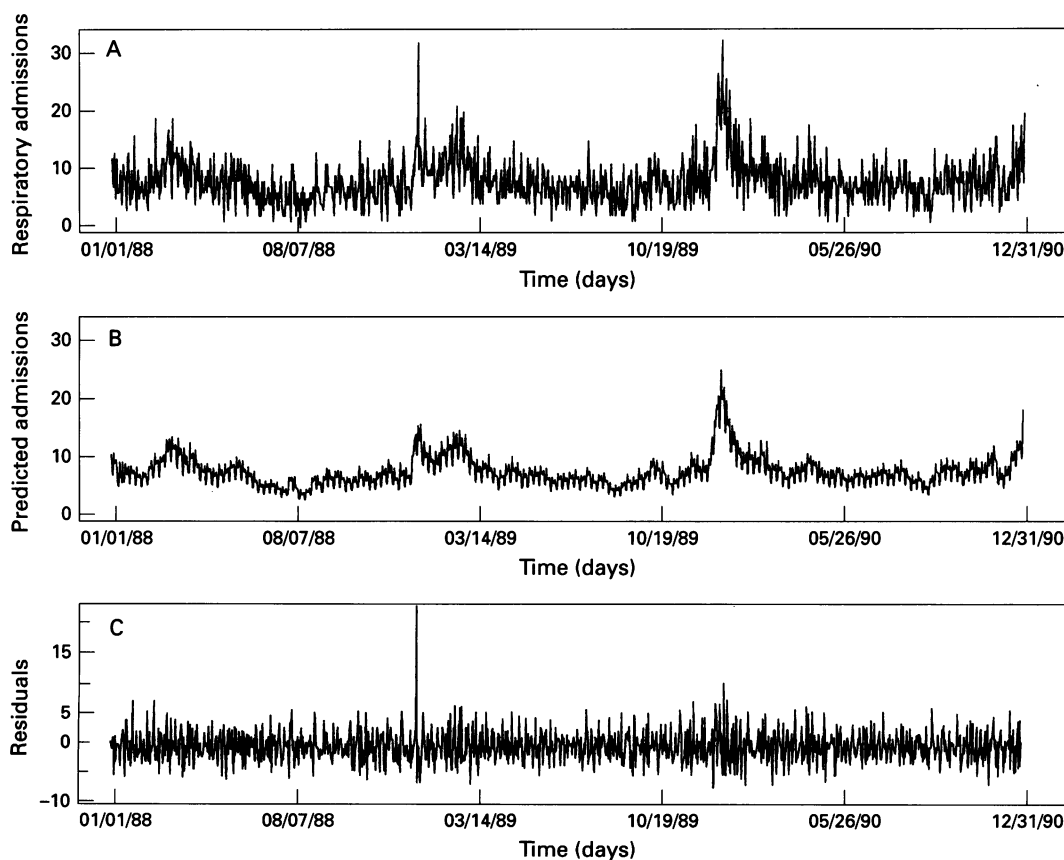 A
Respiratory admissions
30
20
10
0
01/01/88 08/07/88 03/14/89 10/19/89 05/26/90 12/31/90
Time (days)
B
Predicted admissions
30
20
10
0
01/01/88 08/07/88 03/14/89 10/19/89 05/26/90 12/31/90
Time (days)
C
Residuals
15
5
0
−10
01/01/88 08/07/88 03/14/89 10/19/89 05/26/90 12/31/90
Time (days)